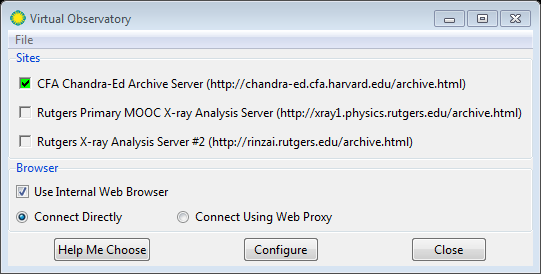 Virtual Observatory
File
Sites
CFA Chandra-Ed Archive Server (http://chandra-ed.cfa.harvard.edu/archive.html)
Rutgers Primary MOOC X-ray Analysis Server (http://xray1.physics.rutgers.edu/archive.html)
Rutgers X-ray Analysis Server #2 (http://rinzai.rutgers.edu/archive.html)
Browser
Use Internal Web Browser
Connect Directly Connect Using Web Proxy
Help Me Choose Configure Close